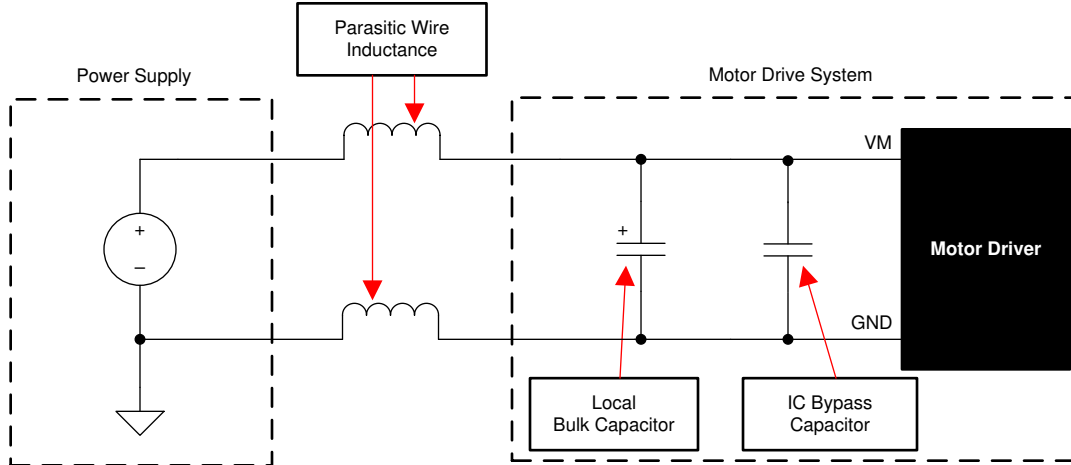 Parasitic Wire
Inductance
Power Supply
Motor Drive System
VM
+
–
+
Motor Driver
GND
Local
Bulk Capacitor
IC Bypass
Capacitor